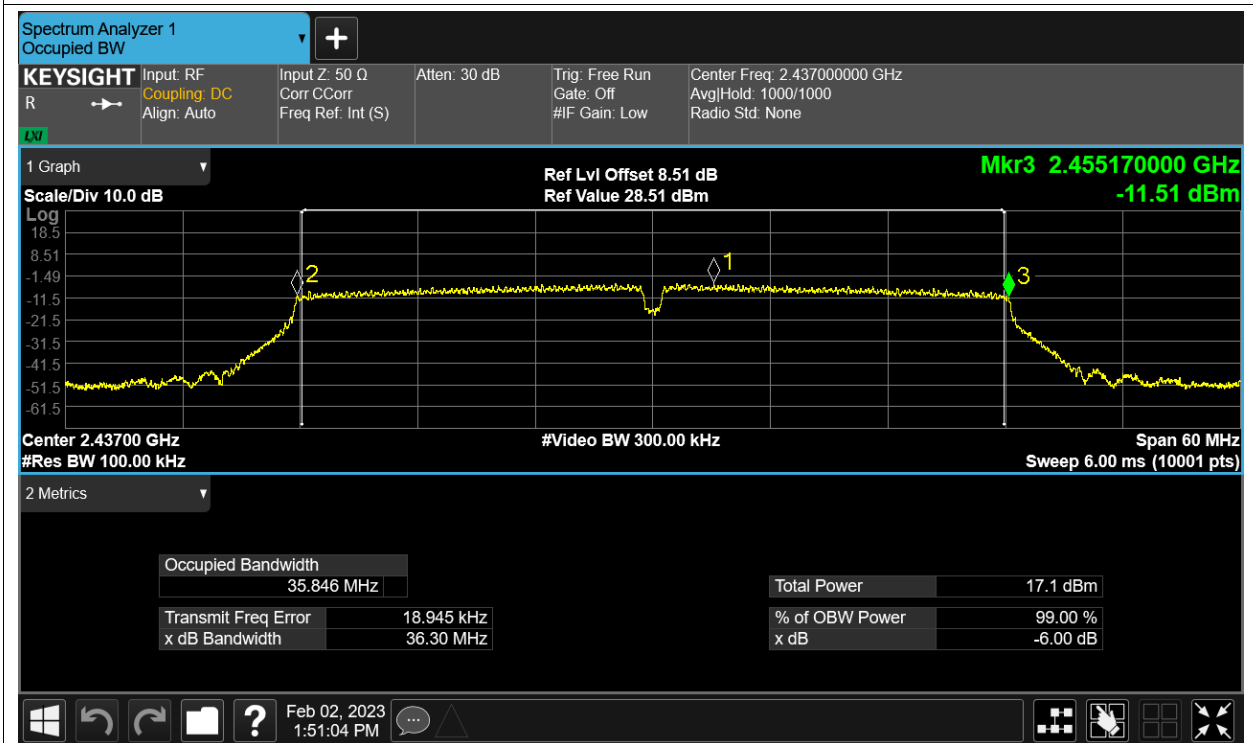 Spectrum Analyzer 1
Occupied BW
KEYSIGHT
R
LXI
Input: RF
Coupling: DC
Align: Auto
Input Z: 50 Ω
Corr CCorr
Freq Ref: Int (S)
Atten: 30 dB
Trig: Free Run
Gate: Off
#IF Gain: Low
Center Freq: 2.437000000 GHz
Avg|Hold: 1000/1000
Radio Std: None
1 Graph
Scale/Div 10.0 dB
Ref Lvl Offset 8.51 dB
Ref Value 28.51 dBm
Mkr3 2.455170000 GHz
-11.51 dBm
Log
18.5
8.51
-1.49
-11.5
-21.5
-31.5
-41.5
-51.5
-61.5
2
1
3
Center 2.43700 GHz
#Res BW 100.00 kHz
#Video BW 300.00 kHz
Span 60 MHz
Sweep 6.00 ms (10001 pts)
2 Metrics
Occupied Bandwidth
35.846 MHz
Transmit Freq Error 18.945 kHz
x dB Bandwidth 36.30 MHz
Total Power 17.1 dBm
% of OBW Power 99.00 %
x dB -6.00 dB
?
Feb 02, 2023
1:51:04 PM